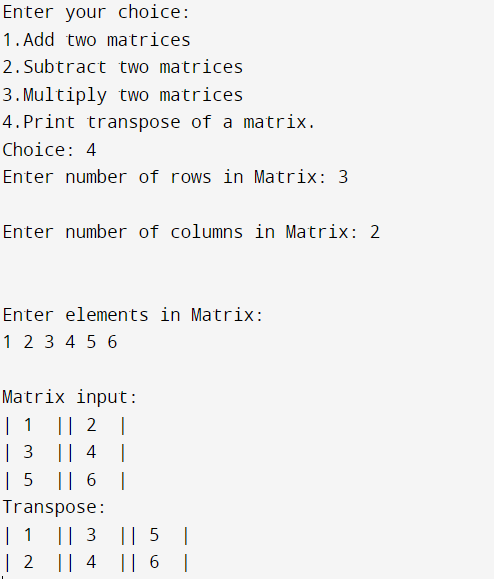 Enter your choice:
1.Add two matrices
2.Subtract two matrices
3.Multiply two matrices
4.Print transpose of a matrix.
Choice: 4
Enter number of rows in Matrix: 3
Enter number of columns in Matrix: 2
Enter elements in Matrix:
1 2 3 4 5 6
Matrix input:
| 1  || 2  |
| 3  || 4  |
| 5  || 6  |
Transpose:
| 1  || 3  || 5  |
| 2  || 4  || 6  |